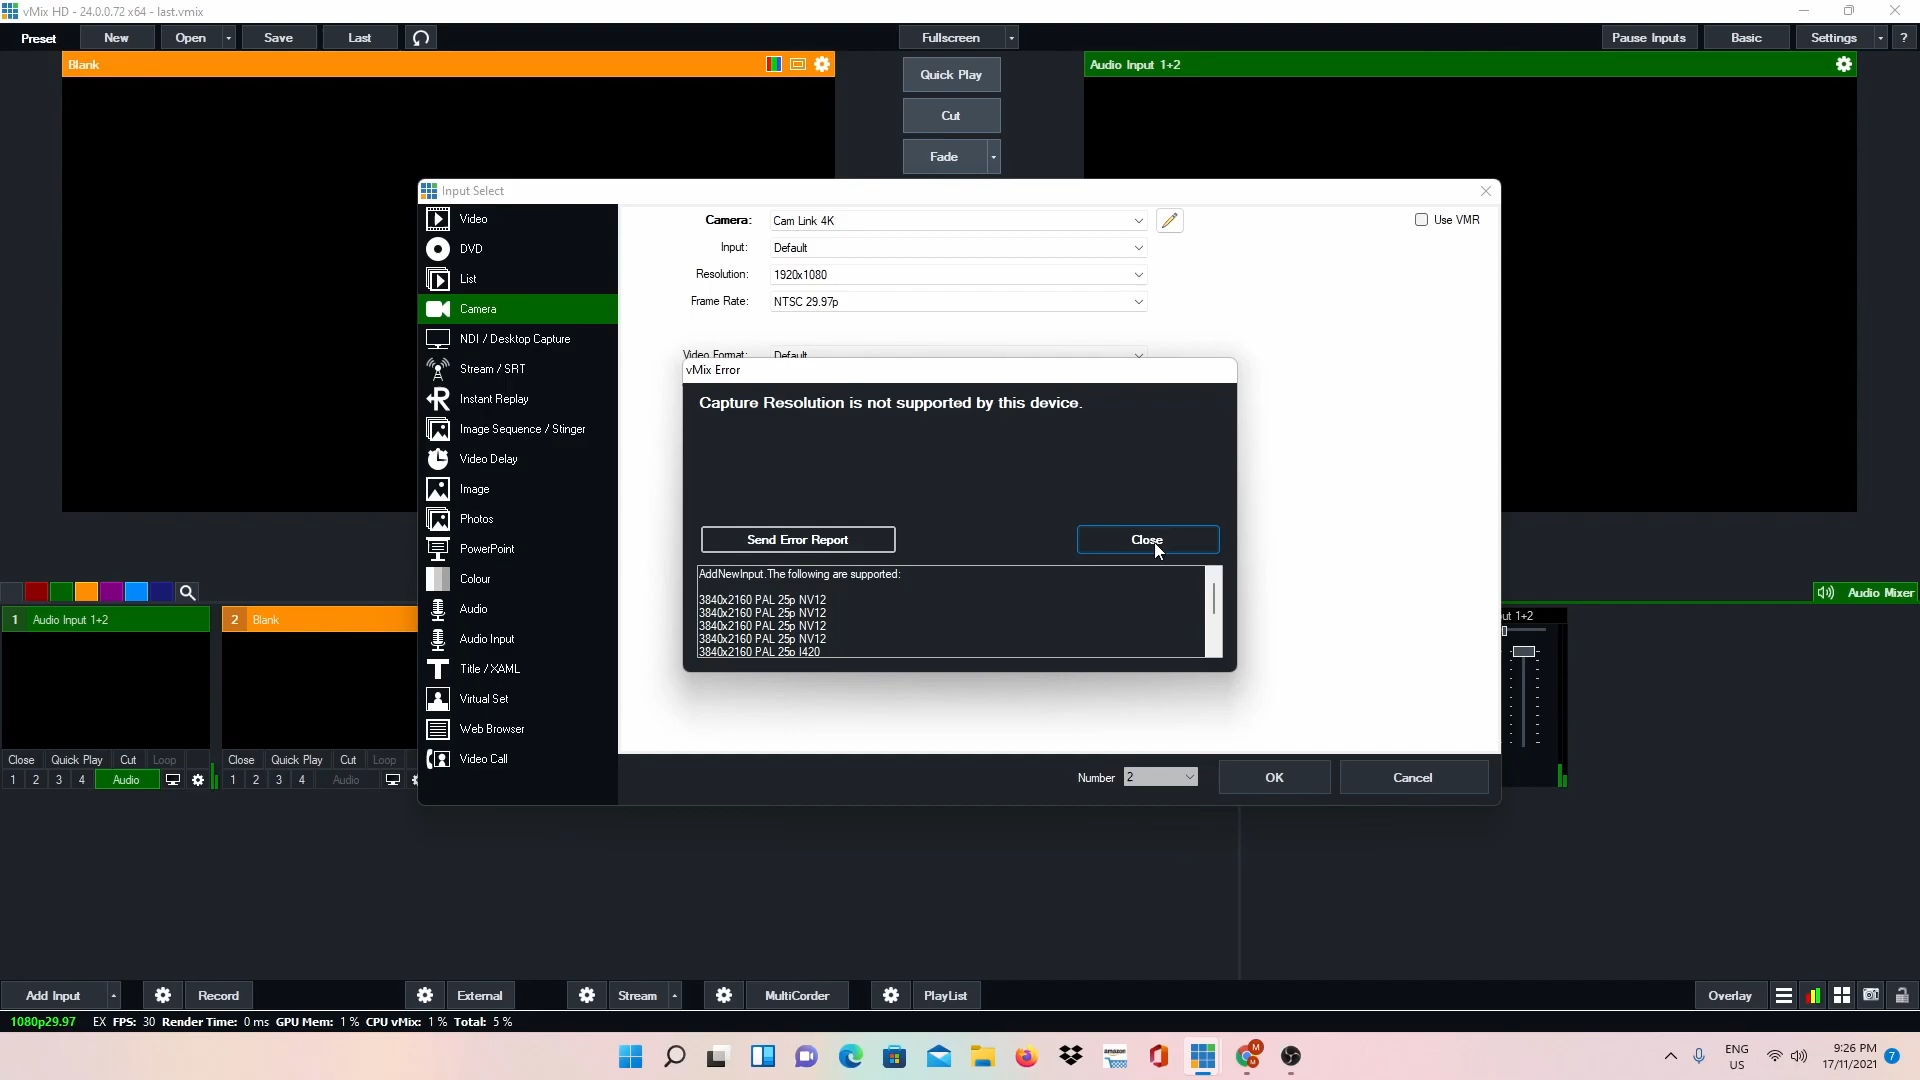 vMix HD - 24.0.0.72 x64 - last.vmix
Preset New Open Save Last Fullscreen Pause Inputs Basic Settings ?
Blank
Audio Input 1+2
Quick Play
Cut
Fade
Input Select
Video
DVD
List
Camera
NDI / Desktop Capture
Stream / SRT
Instant Replay
Image Sequence / Stinger
Video Delay
Image
Photos
PowerPoint
Colour
Audio
Audio Input
Title / XAML
Virtual Set
Web Browser
Video Call
Camera: Cam Link 4K
Use VMR
Input: Default
Resolution: 1920x1080
Frame Rate: NTSC 29.97p
Video Format: Default
vMix Error
Capture Resolution is not supported by this device.
Send Error Report Close
AddNewInput.The following are supported:
3840x2160 PAL 25p NV12
3840x2160 PAL 25p NV12
3840x2160 PAL 25p NV12
3840x2160 PAL 25p NV12
3840x2160 PAL 25p I420
Number 2 OK Cancel
Audio Mixer
1 Audio Input 1+2
2 Blank
ut 1+2
Close Quick Play Cut Loop
1 2 3 4 Audio
Close Quick Play Cut Loop
1 2 3 4 Audio
Add Input Record External Stream MultiCorder PlayList Overlay
1080p29.97 EX FPS: 30 Render Time: 0 ms GPU Mem: 1 % CPU vMix: 1 % Total: 5 %
amazon
M
ENG
US
9:26 PM
17/11/2021
7